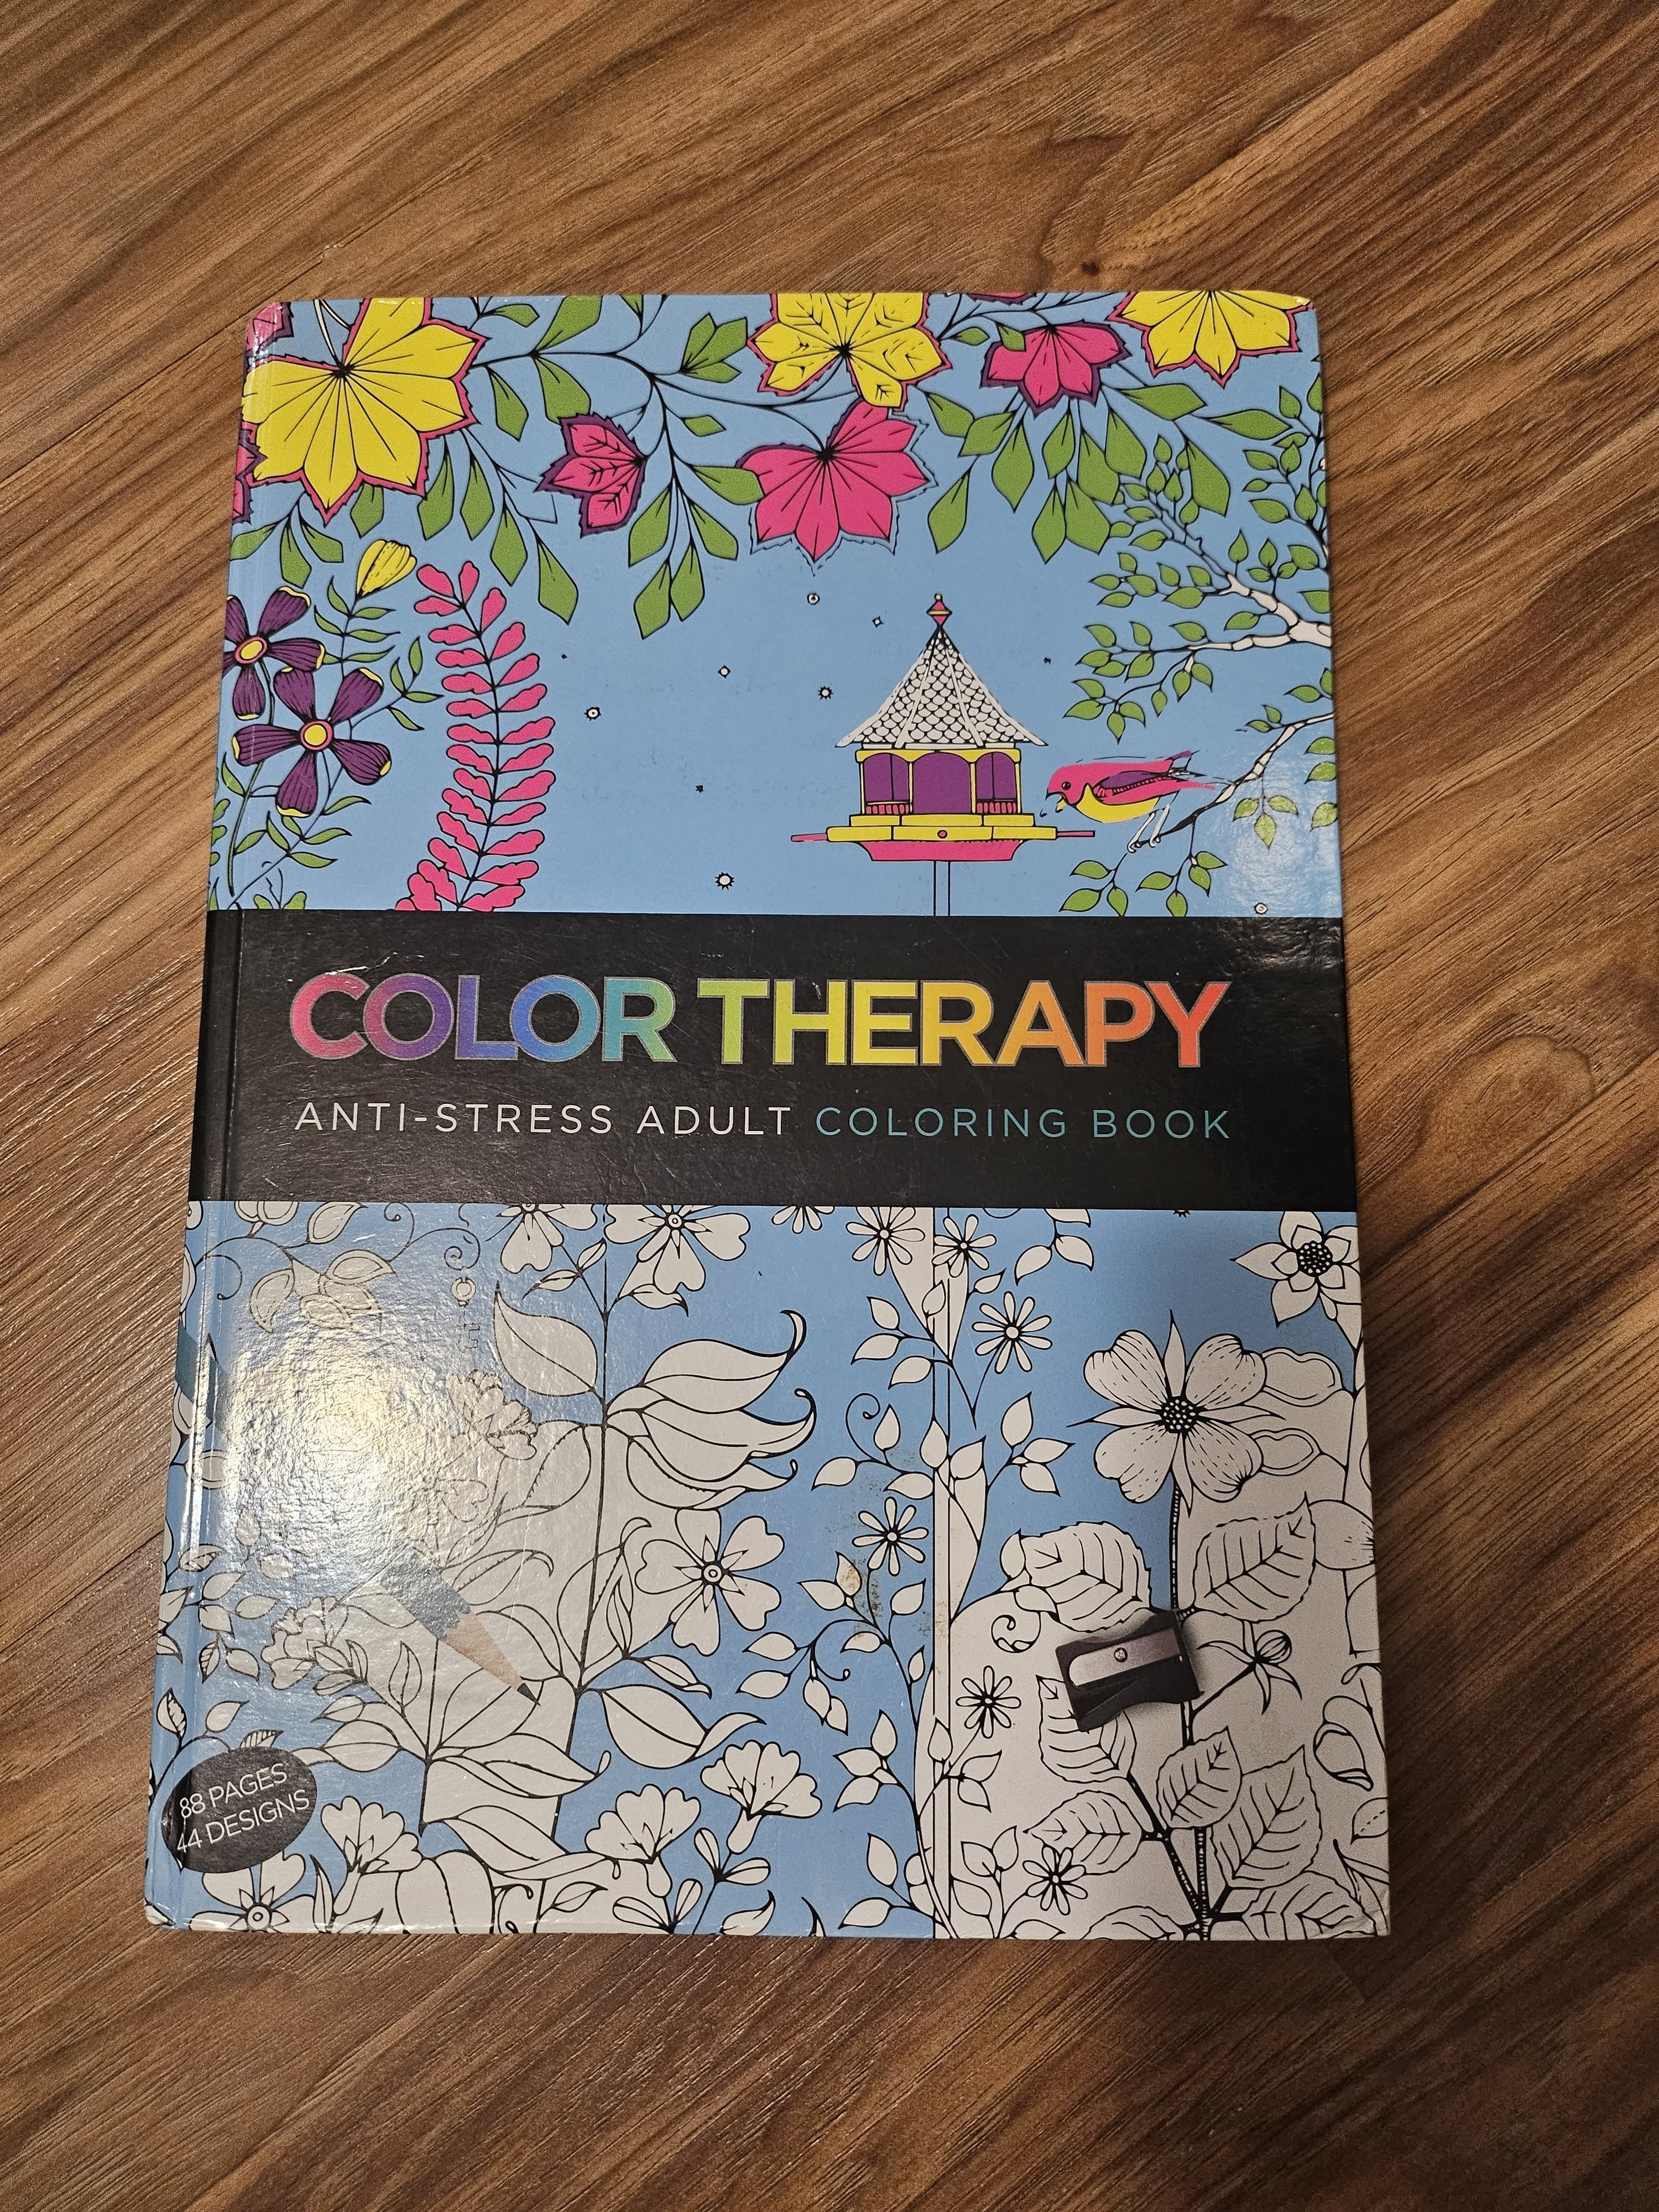 COLOR THERAPY
ANTI-STRESS ADULT COLORING BOOK
88 PAGES
44 DESIGNS